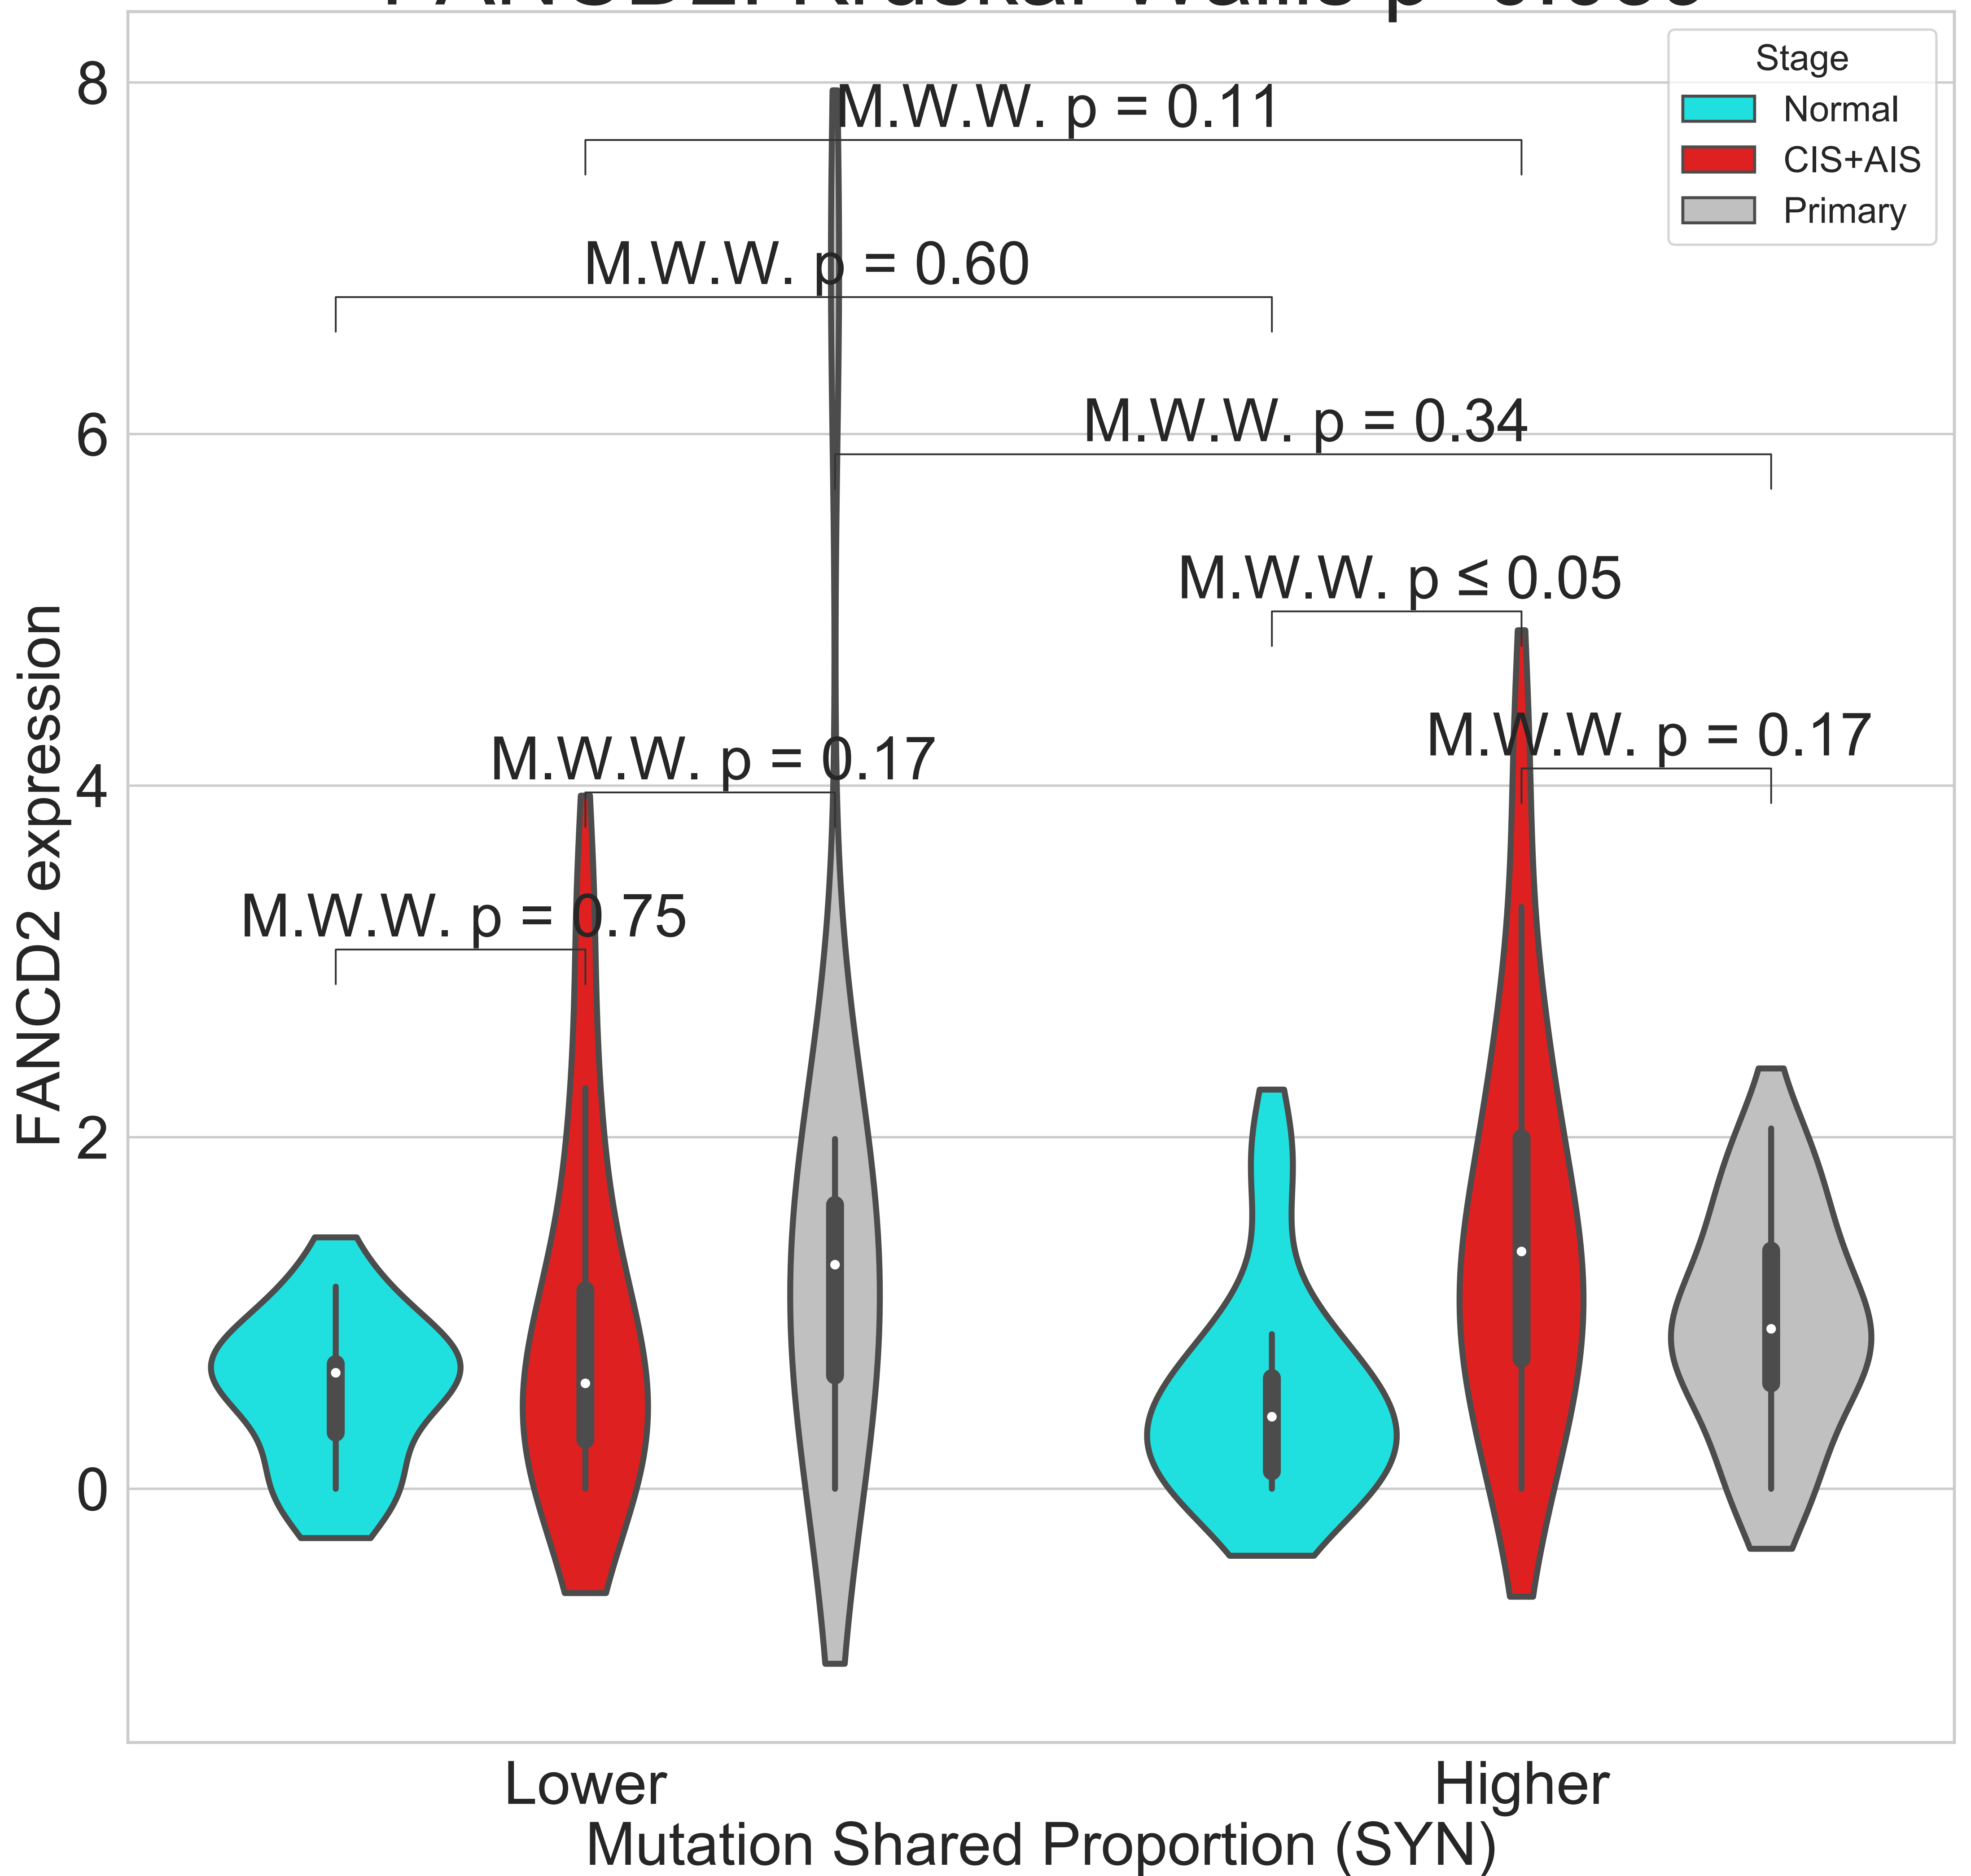 Stage
Normal
CIS+AIS
Primary
8
6
4
2
0
FANCD2 expression
M.W.W. p = 0.11
M.W.W. p = 0.60
M.W.W. p = 0.34
M.W.W. p ≤ 0.05
M.W.W. p = 0.17
M.W.W. p = 0.17
M.W.W. p = 0.75
Lower
Higher
Mutation Shared Proportion (SYN)